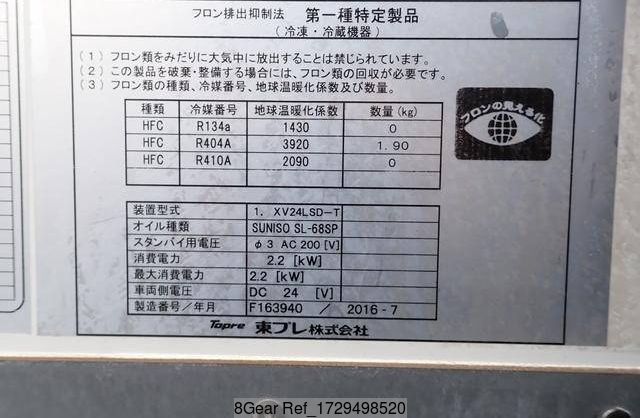 フロン排出抑制法 第一種特定製品
(冷凍・冷蔵機器)
(1) フロン類をみだりに大気中に放出することは禁じられています。
(2) この製品を破棄・整備する場合には、フロン類の回収が必要です。
(3) フロン類の種類、冷媒番号、地球温暖化係数及び数量。
種類 冷媒番号 地球温暖化係数 数量(kg)
HFC R134a 1430 0
HFC R404A 3920 1.90
HFC R410A 2090 0
フロンの見える化
装置型式 1. XV24LSD-T
オイル種類 SUNISO SL-68SP
スタンバイ用電圧 φ3 AC 200 [V]
消費電力 2.2 [kW]
最大消費電力 2.2 [kW]
車両側電圧 DC 24 [V]
製造番号/年月 F163940 / 2016-7
Topre 東プレ株式会社
8Gear Ref_1729498520